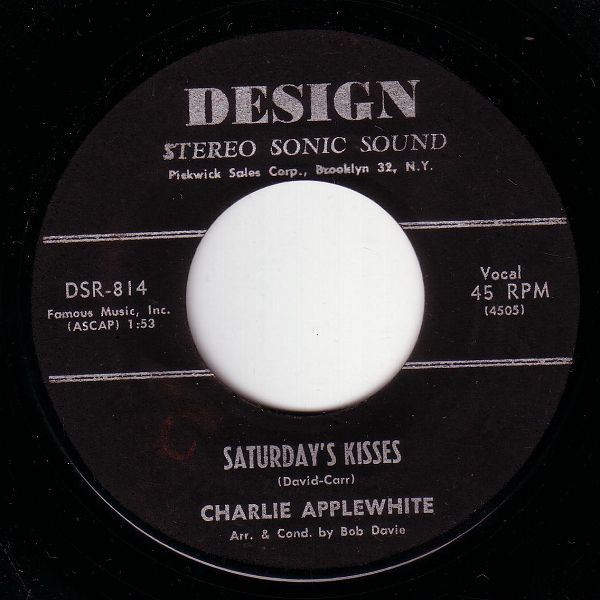 DESIGN
STEREO SONIC SOUND
Pickwick Sales Corp., Brooklyn 32, N.Y.
DSR-814
Famous Music, Inc.
(ASCAP) 1:53
Vocal
45 RPM
(4505)
SATURDAY'S KISSES
(David-Carr)
CHARLIE APPLEWHITE
Arr. & Cond. by Bob Davie